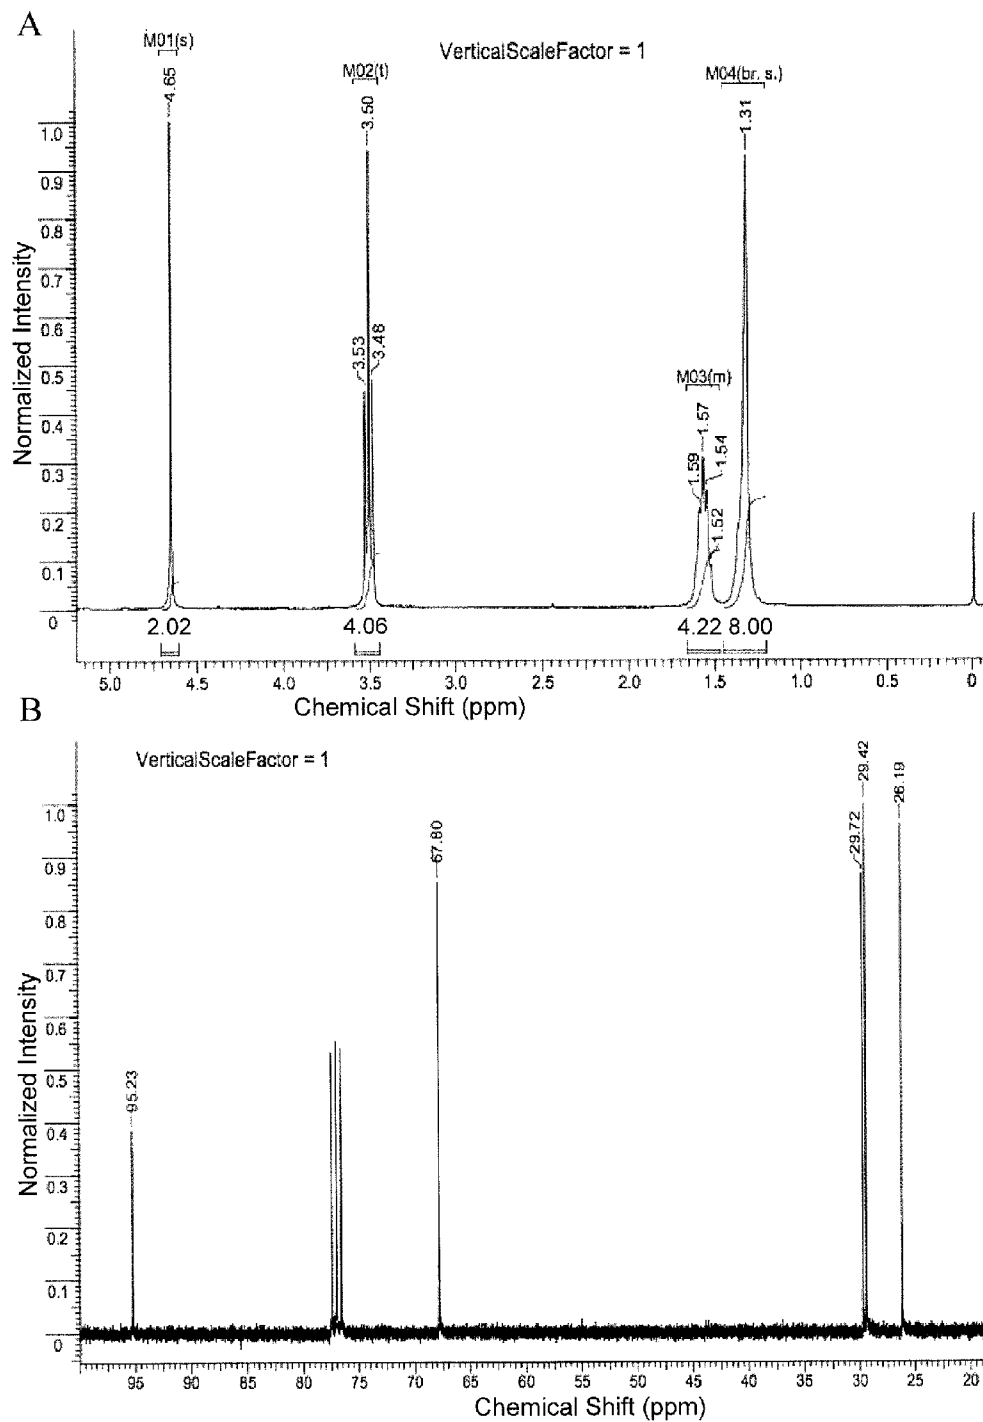 A
M01(s)
4.65
M02(t)
3.50
3.53
3.48
VerticalScaleFactor = 1
M04(br. s.)
1.31
M03(m)
1.59
1.57
1.54
1.52
Normalized Intensity
1.0
0.9
0.8
0.7
0.6
0.5
0.4
0.3
0.2
0.1
0
2.02 4.06 4.22 8.00
5.0 4.5 4.0 3.5 3.0 2.5 2.0 1.5 1.0 0.5 0
Chemical Shift (ppm)
B
VerticalScaleFactor = 1
95.23
67.80
29.72
29.42
26.19
Normalized Intensity
1.0
0.9
0.8
0.7
0.6
0.5
0.4
0.3
0.2
0.1
0
95 90 85 80 75 70 65 60 55 50 45 40 35 30 25 20
Chemical Shift (ppm)